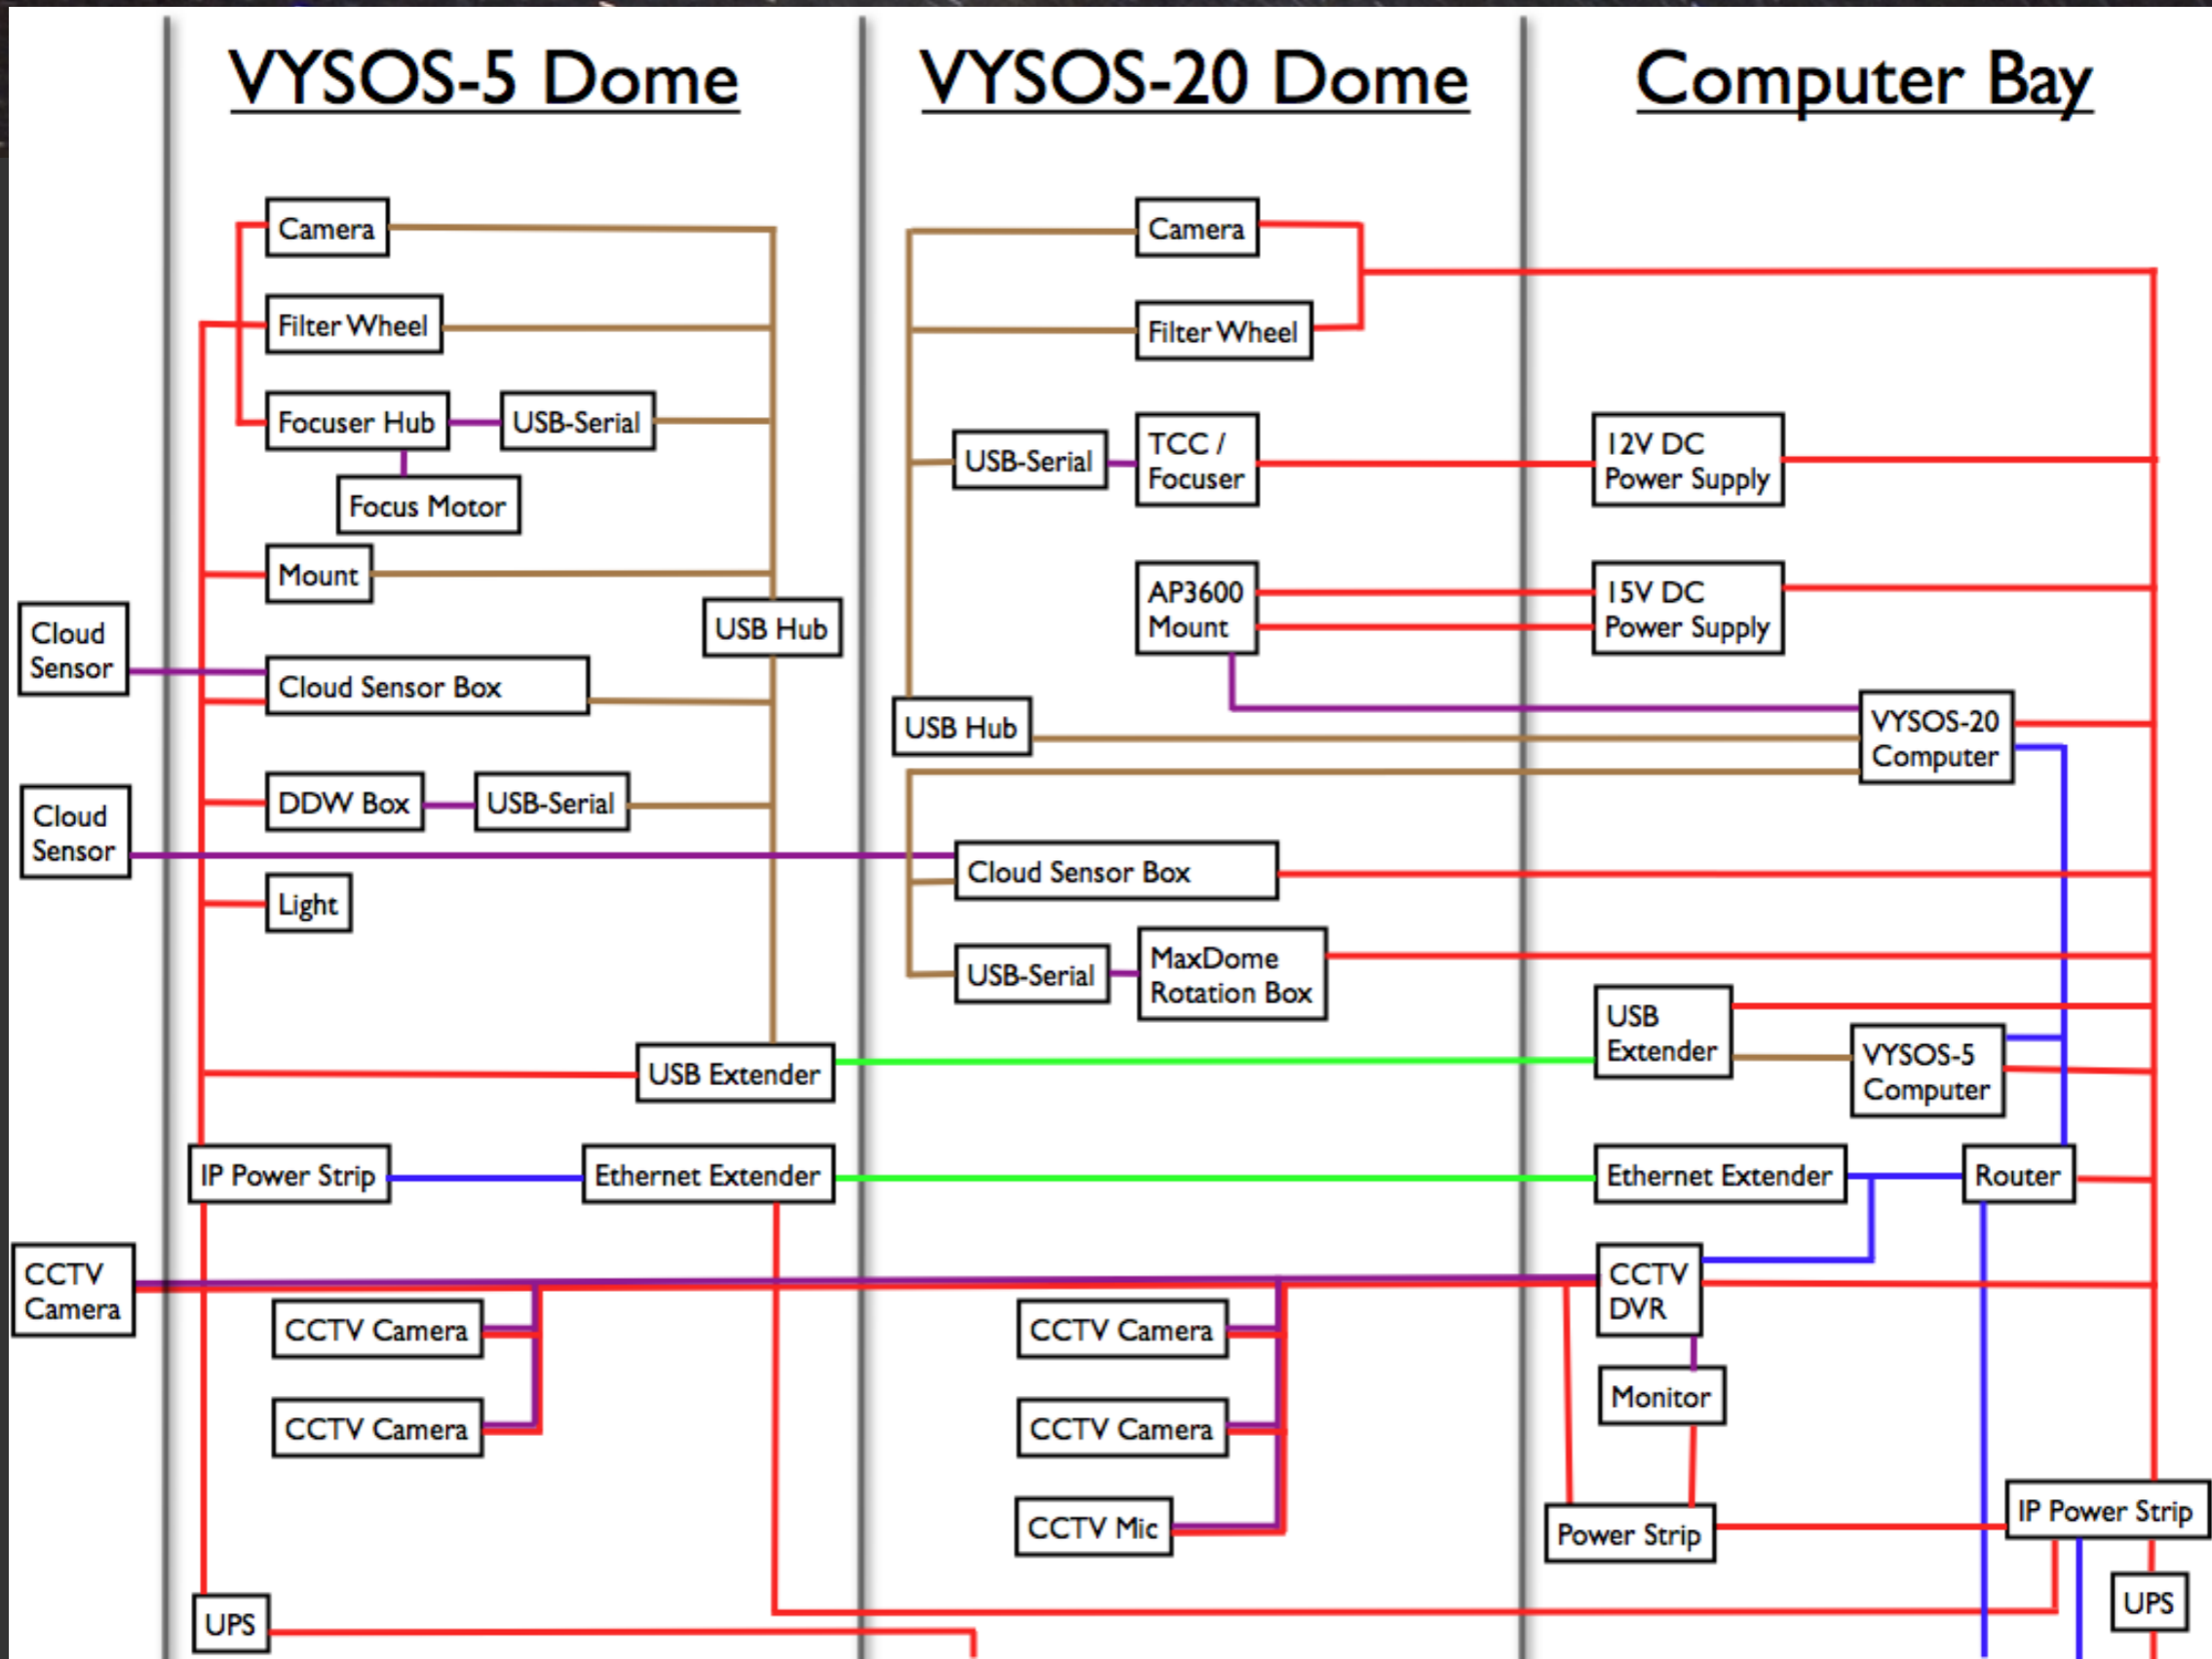 VYSOS-5 Dome
VYSOS-20 Dome
Computer Bay
Camera
Filter Wheel
Focuser Hub
USB-Serial
Focus Motor
Mount
USB Hub
Cloud
Sensor
Cloud Sensor Box
Cloud
Sensor
DDW Box
USB-Serial
Light
USB Extender
IP Power Strip
Ethernet Extender
CCTV
Camera
CCTV Camera
CCTV Camera
UPS
Camera
Filter Wheel
USB-Serial
TCC /
Focuser
AP3600
Mount
USB Hub
Cloud Sensor Box
USB-Serial
MaxDome
Rotation Box
CCTV Camera
CCTV Camera
CCTV Mic
12V DC
Power Supply
15V DC
Power Supply
VYSOS-20
Computer
USB
Extender
VYSOS-5
Computer
Ethernet Extender
Router
CCTV
DVR
Monitor
Power Strip
IP Power Strip
UPS